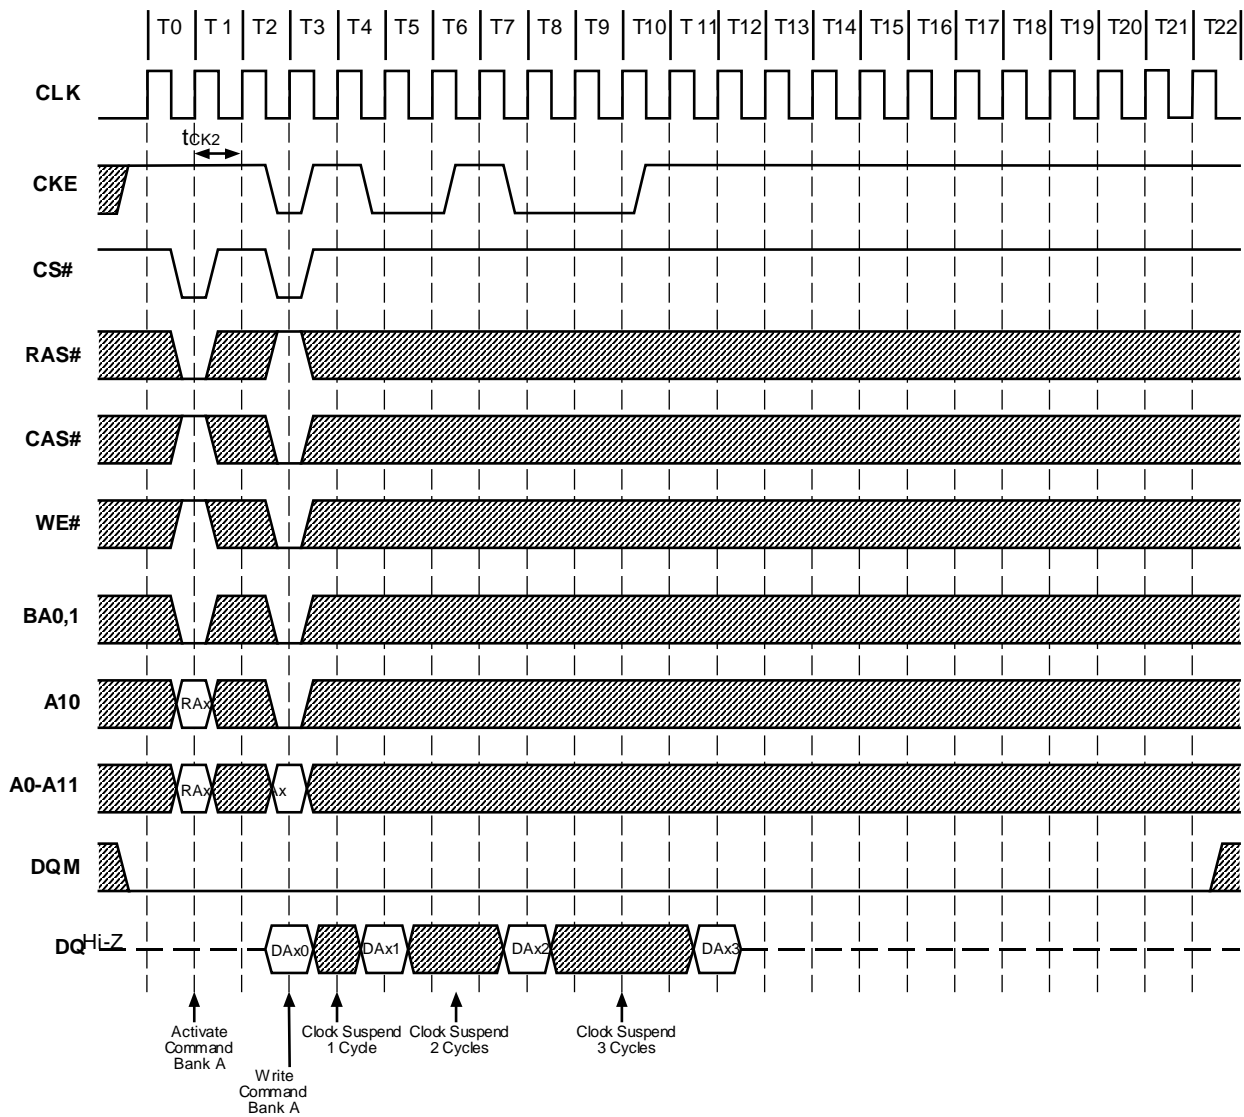 T0 T 1 T2 T3 T4 T5 T6 T7 T8 T9 T10 T 11 T12 T13 T14 T15 T16 T17 T18 T19 T20 T21 T22
CLK
tCK2
CKE
CS#
RAS#
CAS#
WE#
BA0,1
A10
RAx
A0-A11
RAx Ax
DQM
DQ Hi-Z
DAx0 DAx1 DAx2 DAx3
Activate
Command
Bank A
Write
Command
Bank A
Clock Suspend
1 Cycle
Clock Suspend
2 Cycles
Clock Suspend
3 Cycles